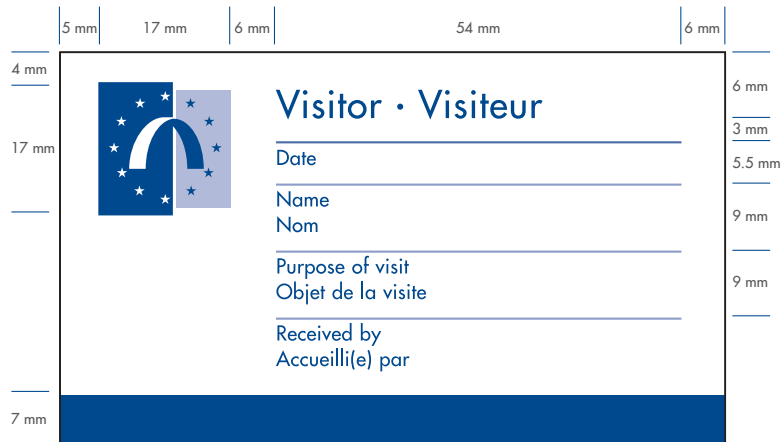 5 mm 17 mm 6 mm 54 mm 6 mm
4 mm
17 mm
7 mm
Visitor · Visiteur
Date
Name
Nom
Purpose of visit
Objet de la visite
Received by
Accueilli(e) par
6 mm
3 mm
5.5 mm
9 mm
9 mm